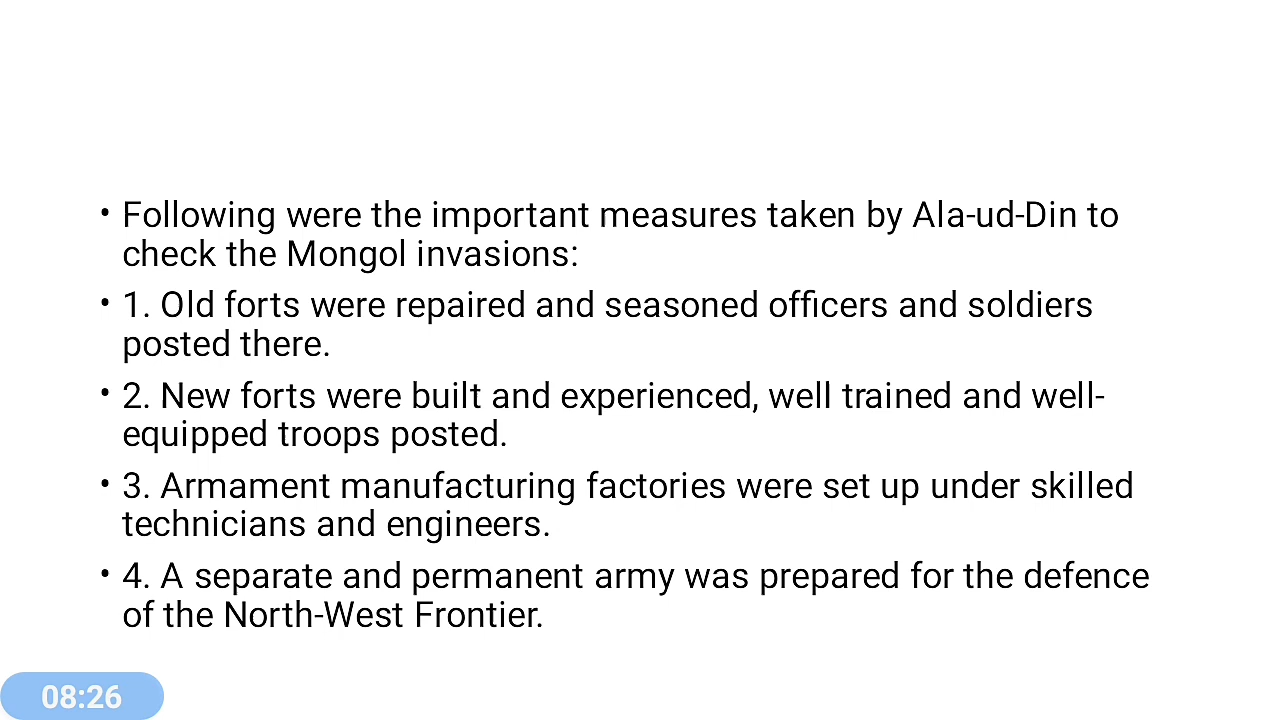 • Following were the important measures taken by Ala-ud-Din to
check the Mongol invasions:
• 1. Old forts were repaired and seasoned officers and soldiers
posted there.
• 2. New forts were built and experienced, well trained and well-
equipped troops posted.
• 3. Armament manufacturing factories were set up under skilled
technicians and engineers.
• 4. A separate and permanent army was prepared for the defence
of the North-West Frontier.
08:26